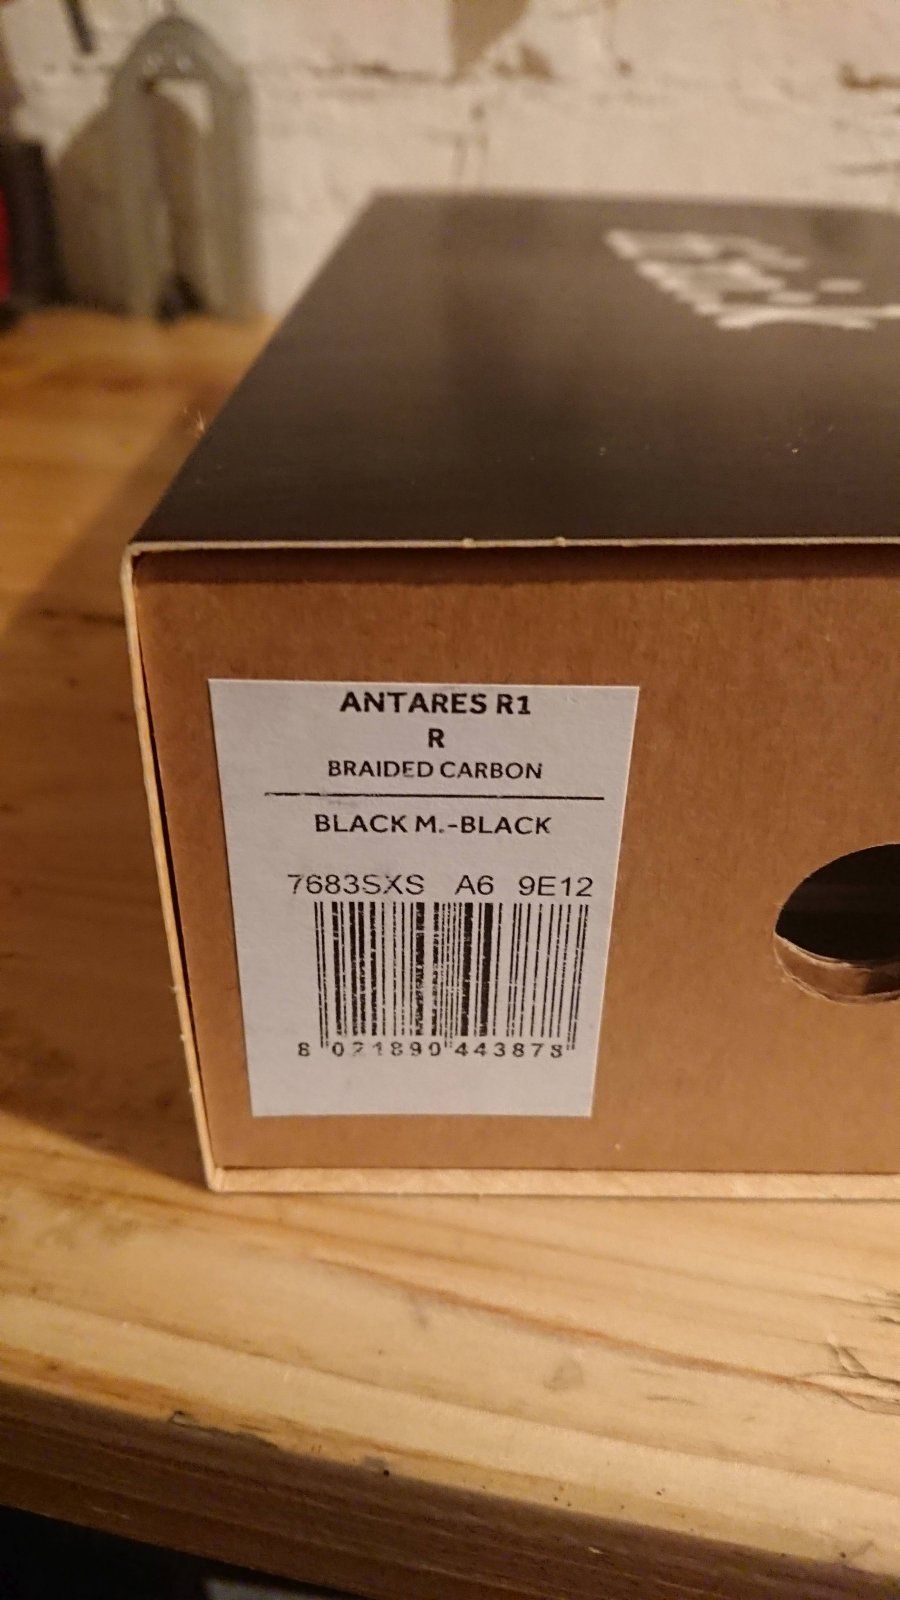 ANTARES R1
R
BRAIDED CARBON
BLACK M.-BLACK
7683SXS A6 9E12
8 021890 443878